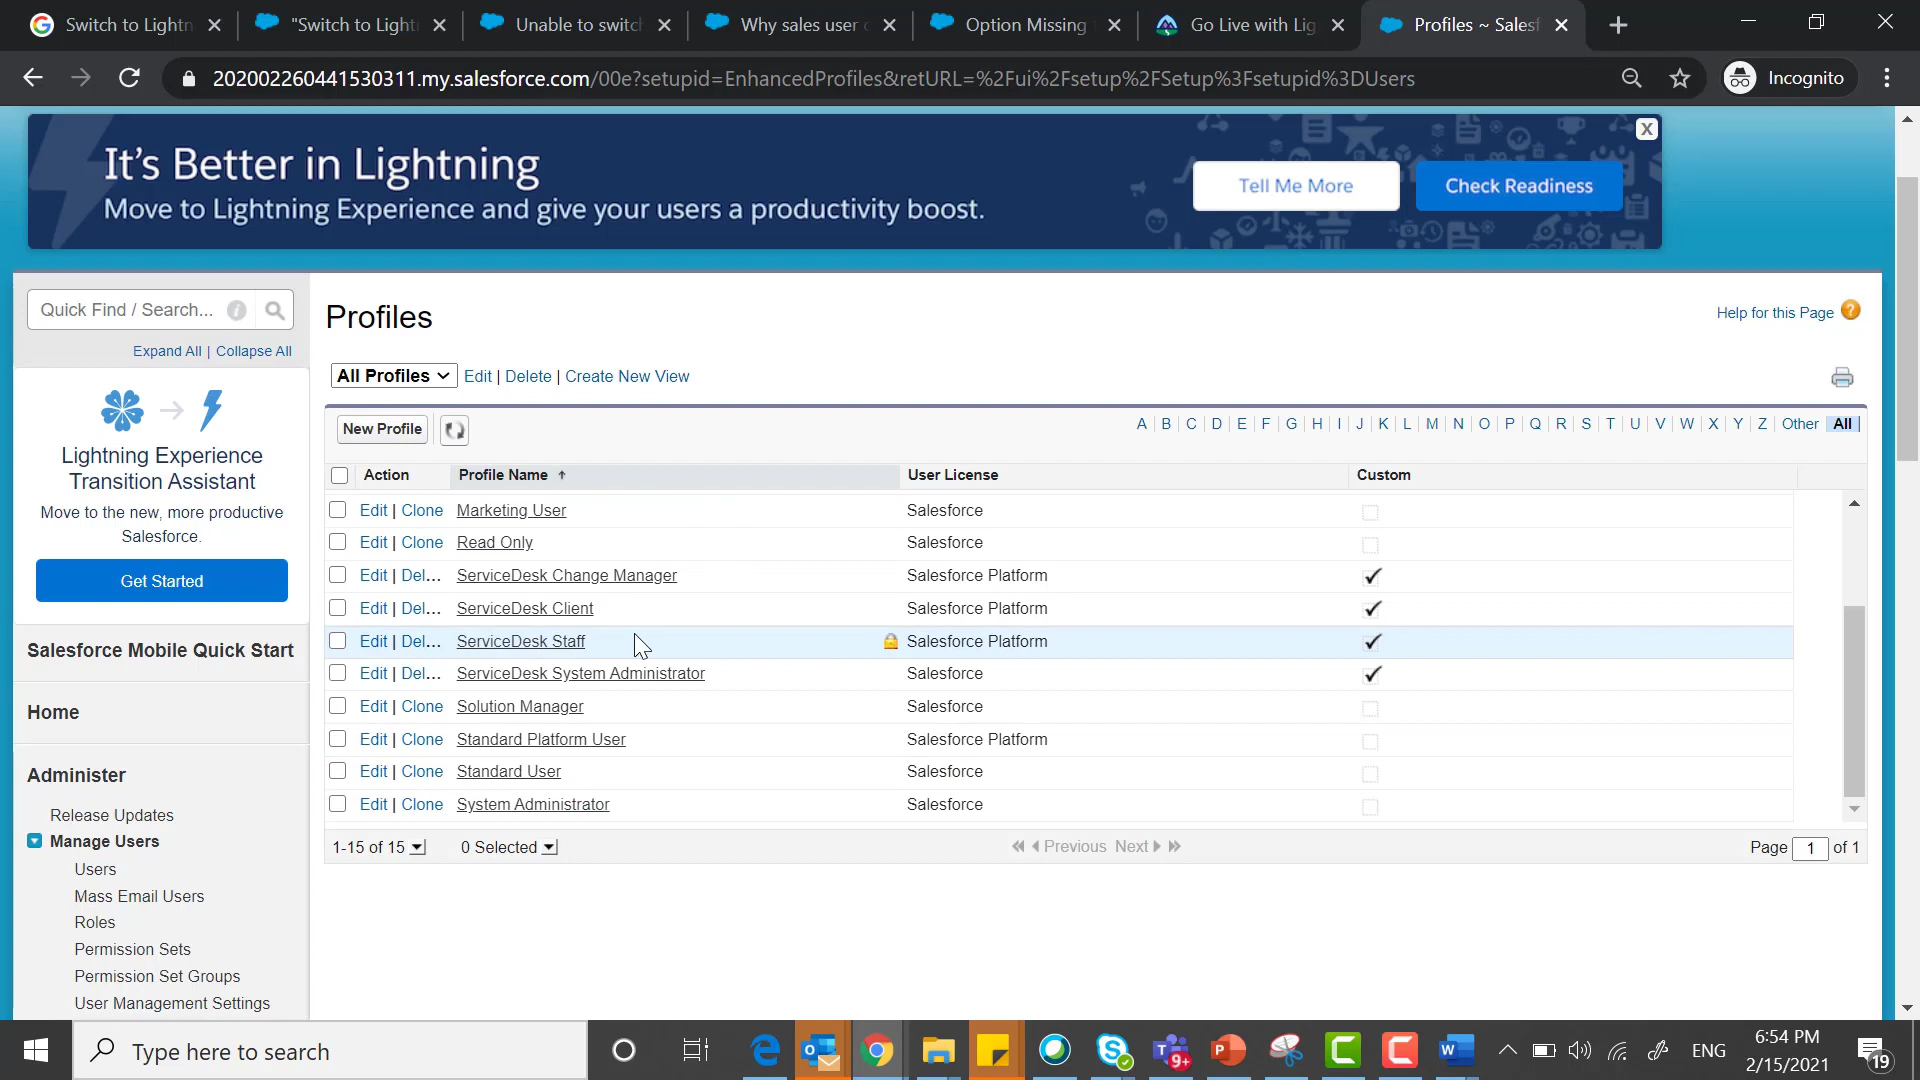 Switch to Lightn
"Switch to Light
Unable to switc
Why sales user c
Option Missing
Go Live with Lig
Profiles ~ Salesf
202002260441530311.my.salesforce.com/00e?setupid=EnhancedProfiles&retURL=%2Fui%2Fsetup%2FSetup%3Fsetupid%3DUsers
Incognito
It's Better in Lightning
Move to Lightning Experience and give your users a productivity boost.
Tell Me More
Check Readiness
X
Quick Find / Search...
Expand All | Collapse All
Lightning Experience
Transition Assistant
Move to the new, more productive
Salesforce.
Get Started
Salesforce Mobile Quick Start
Home
Administer
Release Updates
Manage Users
Users
Mass Email Users
Roles
Permission Sets
Permission Set Groups
User Management Settings
Profiles
Help for this Page ?
All Profiles Edit | Delete | Create New View
New Profile
A | B | C | D | E | F | G | H | I | J | K | L | M | N | O | P | Q | R | S | T | U | V | W | X | Y | Z | Other | All
Action Profile Name User License Custom
Edit | Clone Marketing User Salesforce
Edit | Clone Read Only Salesforce
Edit | Del... ServiceDesk Change Manager Salesforce Platform
Edit | Del... ServiceDesk Client Salesforce Platform
Edit | Del... ServiceDesk Staff Salesforce Platform
Edit | Del... ServiceDesk System Administrator Salesforce
Edit | Clone Solution Manager Salesforce
Edit | Clone Standard Platform User Salesforce Platform
Edit | Clone Standard User Salesforce
Edit | Clone System Administrator Salesforce
1-15 of 15 0 Selected Previous Next Page 1 of 1
Type here to search
9+
ENG
6:54 PM
2/15/2021
19